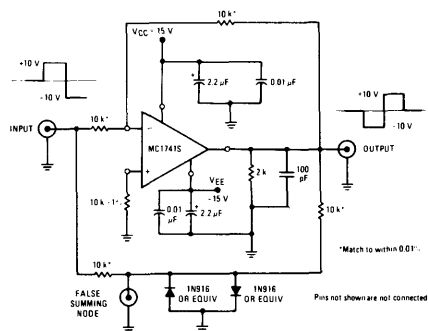 10 k*
VCC = 15 V
+10 V
-10 V
2.2 µF
0.01 µF
+10 V
-10 V
INPUT
10 k*
MC1741S
OUTPUT
VEE
-15 V
2 k
100 pF
10 k
0.01 µF
2.2 µF
10 k*
*Match to within 0.01%
10 k*
FALSE SUMMING NODE
1N916 OR EQUIV
1N916 OR EQUIV
Pins not shown are not connected